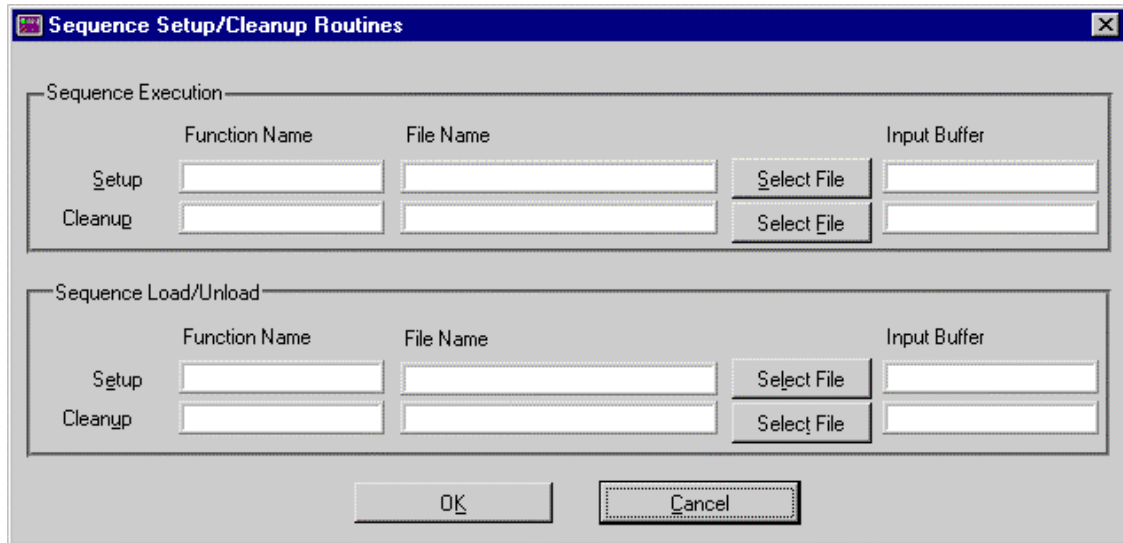 Sequence Setup/Cleanup Routines
Sequence Execution
Function Name File Name Input Buffer
Setup Select File
Cleanup Select File
Sequence Load/Unload
Function Name File Name Input Buffer
Setup Select File
Cleanup Select File
OK Cancel